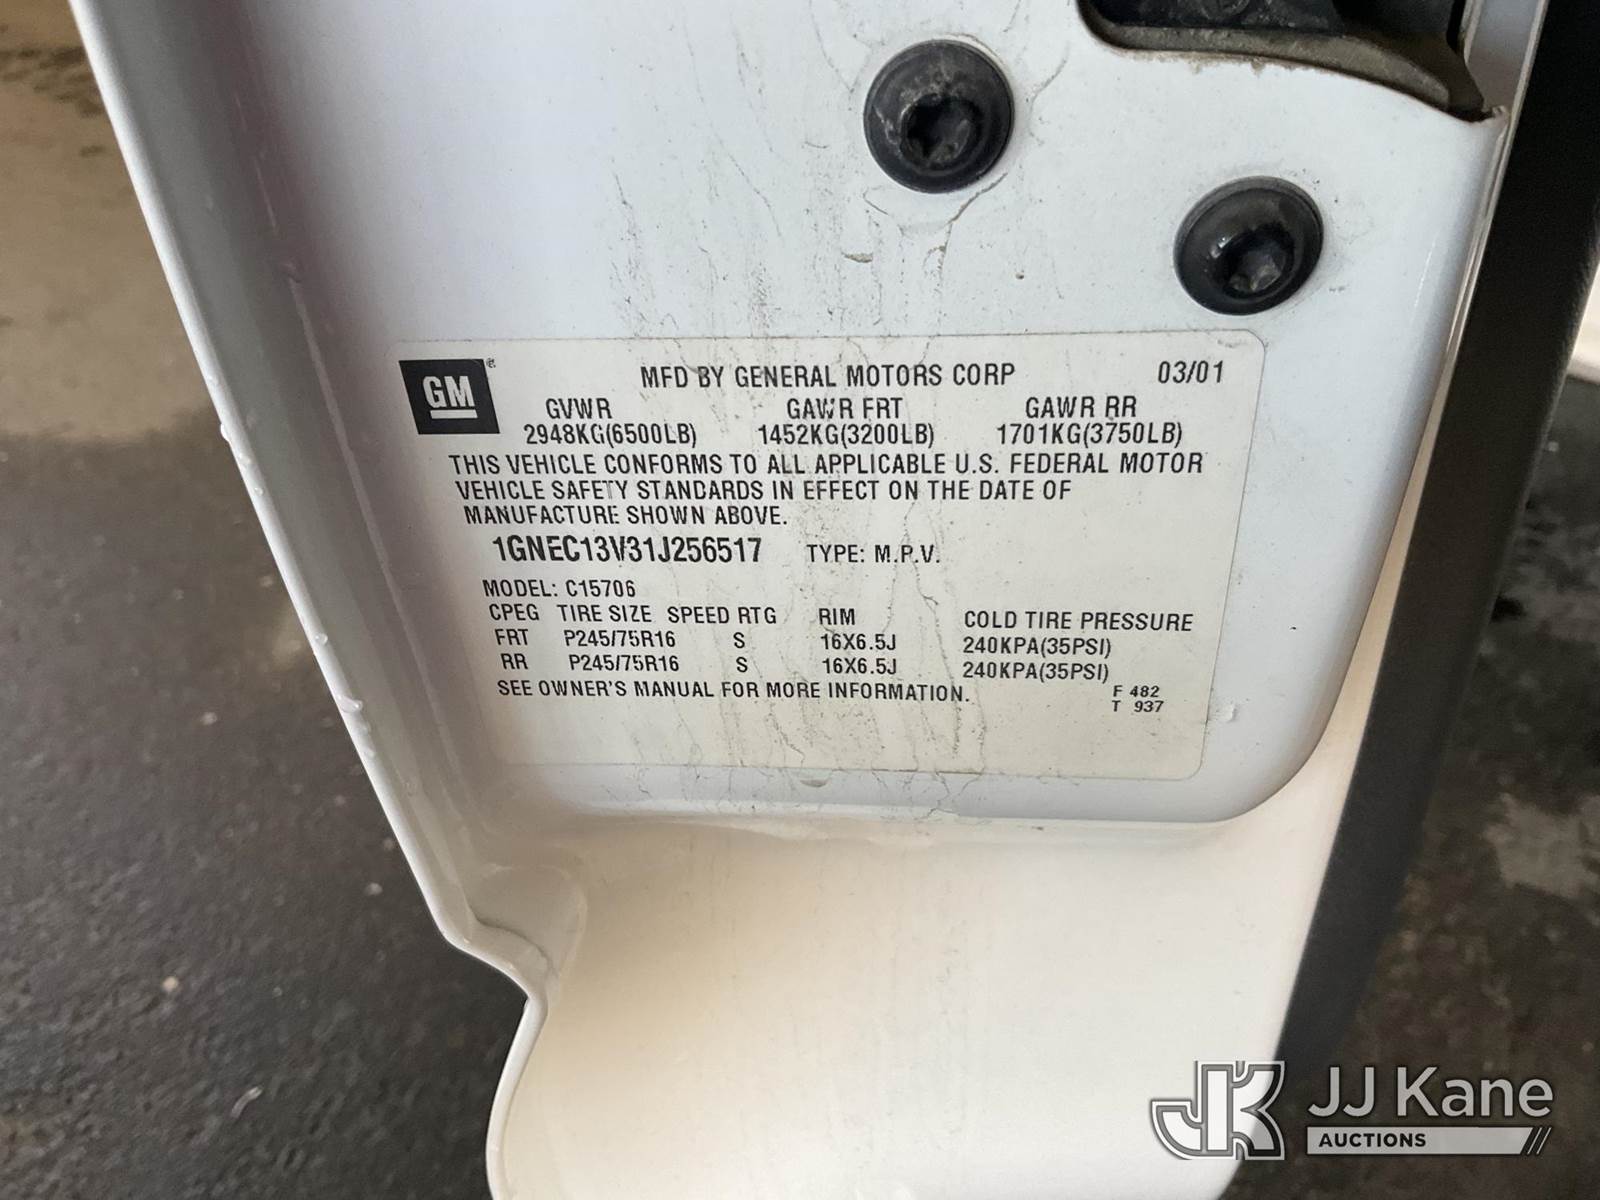 GM®
MFD BY GENERAL MOTORS CORP 03/01
GVWR GAWR FRT GAWR RR
2948KG(6500LB) 1452KG(3200LB) 1701KG(3750LB)
THIS VEHICLE CONFORMS TO ALL APPLICABLE U.S. FEDERAL MOTOR
VEHICLE SAFETY STANDARDS IN EFFECT ON THE DATE OF
MANUFACTURE SHOWN ABOVE.
1GNEC13V31J256517 TYPE: M.P.V.
MODEL: C15706
CPEG TIRE SIZE SPEED RTG RIM COLD TIRE PRESSURE
FRT P245/75R16 S 16X6.5J 240KPA(35PSI)
RR P245/75R16 S 16X6.5J 240KPA(35PSI)
SEE OWNER'S MANUAL FOR MORE INFORMATION. F 482
T 937
JK JJ Kane
AUCTIONS